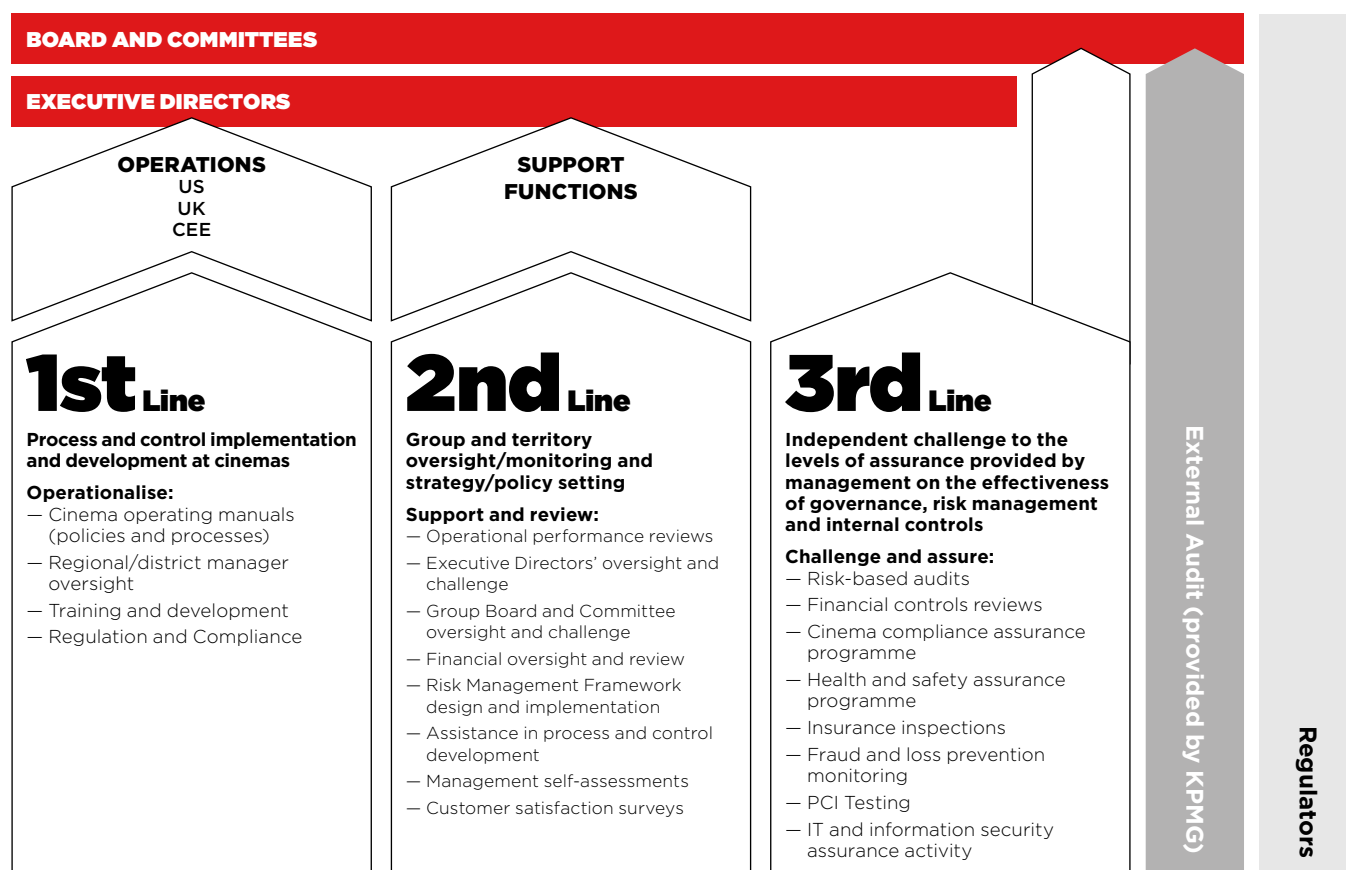 BOARD AND COMMITTEES
EXECUTIVE DIRECTORS
OPERATIONS
US
UK
CEE
SUPPORT
FUNCTIONS
1st Line
Process and control implementation
and development at cinemas
Operationalise:
— Cinema operating manuals
(policies and processes)
— Regional/district manager
oversight
— Training and development
— Regulation and Compliance
2nd Line
Group and territory
oversight/monitoring and
strategy/policy setting
Support and review:
— Operational performance reviews
— Executive Directors’ oversight and
challenge
— Group Board and Committee
oversight and challenge
— Financial oversight and review
— Risk Management Framework
design and implementation
— Assistance in process and control
development
— Management self-assessments
— Customer satisfaction surveys
3rd Line
Independent challenge to the
levels of assurance provided by
management on the effectiveness
of governance, risk management
and internal controls
Challenge and assure:
— Risk-based audits
— Financial controls reviews
— Cinema compliance assurance
programme
— Health and safety assurance
programme
— Insurance inspections
— Fraud and loss prevention
monitoring
— PCI Testing
— IT and information security
assurance activity
External Audit (provided by KPMG)
Regulators